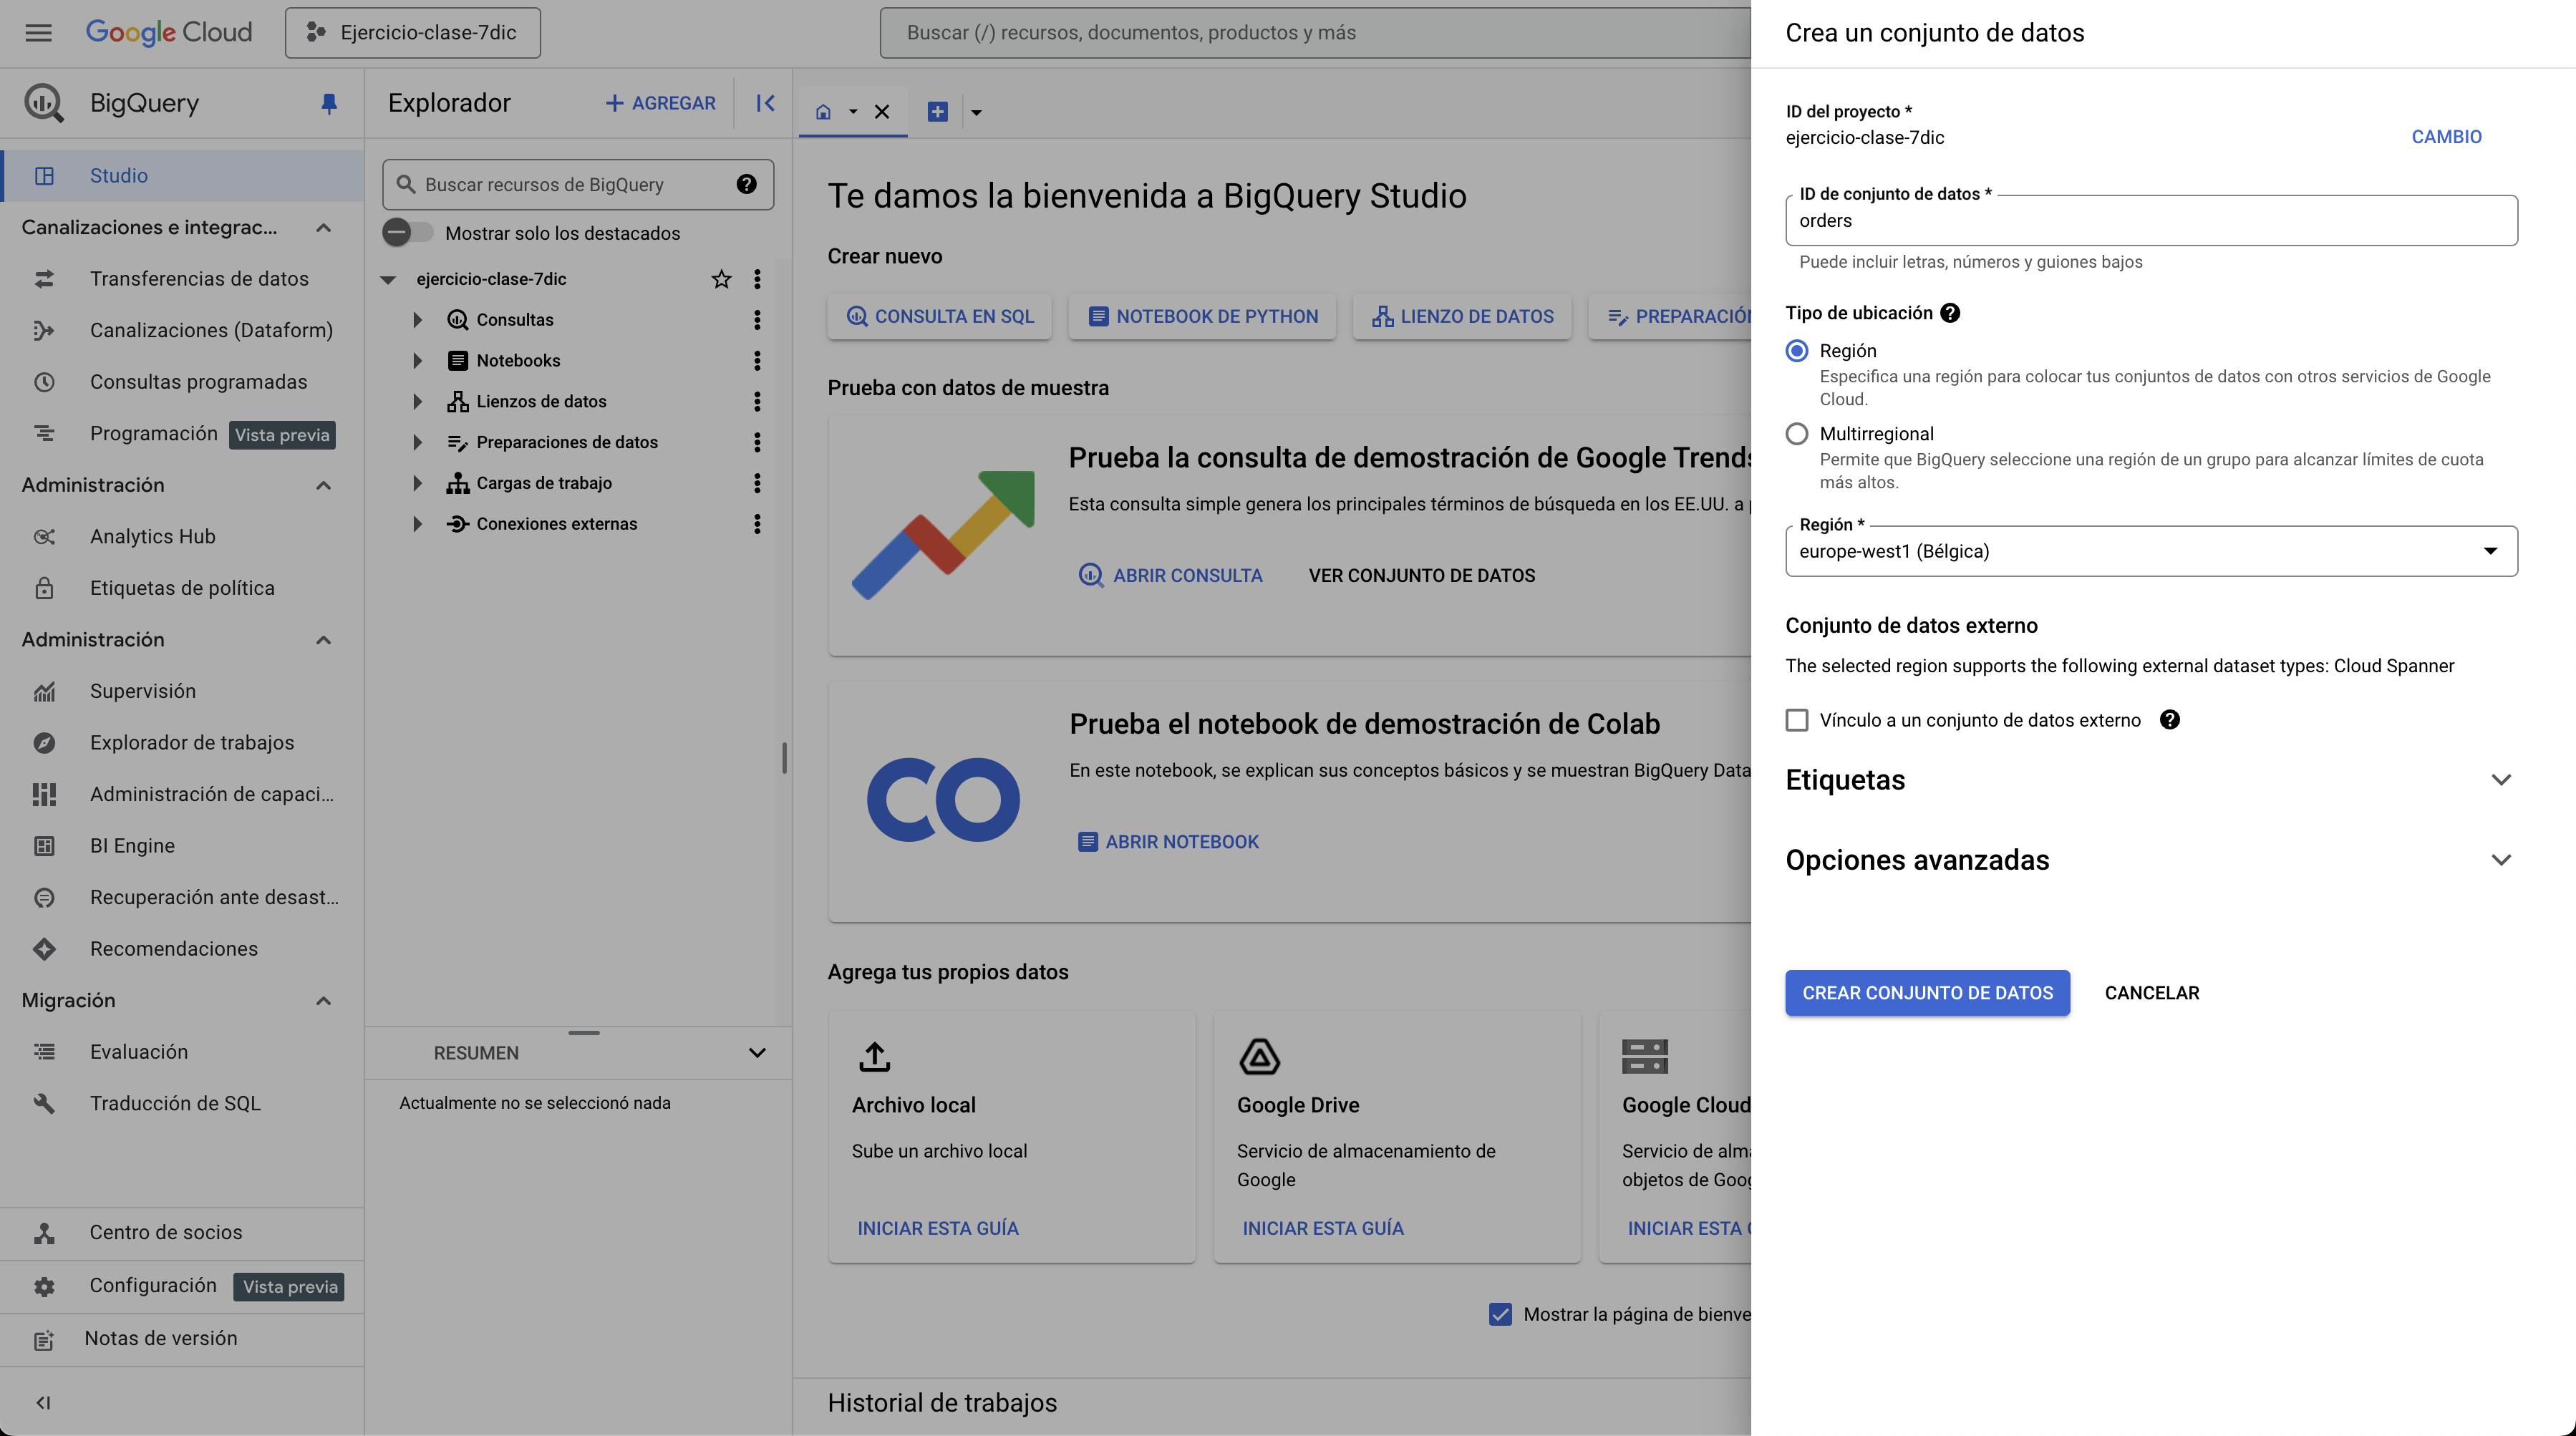 Google Cloud
Ejercicio-clase-7dic
Buscar (/) recursos, documentos, productos y más
BigQuery
Studio
Canalizaciones e integrac...
Transferencias de datos
Canalizaciones (Dataform)
Consultas programadas
Programación Vista previa
Administración
Analytics Hub
Etiquetas de política
Administración
Supervisión
Explorador de trabajos
Administración de capaci...
BI Engine
Recuperación ante desast...
Recomendaciones
Migración
Evaluación
Traducción de SQL
Centro de socios
Configuración Vista previa
Notas de versión
Explorador
AGREGAR
Buscar recursos de BigQuery
Mostrar solo los destacados
ejercicio-clase-7dic
Consultas
Notebooks
Lienzos de datos
Preparaciones de datos
Cargas de trabajo
Conexiones externas
RESUMEN
Actualmente no se seleccionó nada
Te damos la bienvenida a BigQuery Studio
Crear nuevo
CONSULTA EN SQL
NOTEBOOK DE PYTHON
LIENZO DE DATOS
PREPARACIÓN
Prueba con datos de muestra
Prueba la consulta de demostración de Google Trends
Esta consulta simple genera los principales términos de búsqueda en los EE.UU. a
ABRIR CONSULTA
VER CONJUNTO DE DATOS
Prueba el notebook de demostración de Colab
En este notebook, se explican sus conceptos básicos y se muestran BigQuery Data
ABRIR NOTEBOOK
Agrega tus propios datos
Archivo local
Sube un archivo local
INICIAR ESTA GUÍA
Google Drive
Servicio de almacenamiento de
Google
INICIAR ESTA GUÍA
Google Cloud
Servicio de alma
objetos de Goog
INICIAR ESTA
Mostrar la página de bienve
Historial de trabajos
Crea un conjunto de datos
ID del proyecto *
ejercicio-clase-7dic
CAMBIO
ID de conjunto de datos *
orders
Puede incluir letras, números y guiones bajos
Tipo de ubicación
Región
Especifica una región para colocar tus conjuntos de datos con otros servicios de Google
Cloud.
Multirregional
Permite que BigQuery seleccione una región de un grupo para alcanzar límites de cuota
más altos.
Región *
europe-west1 (Bélgica)
Conjunto de datos externo
The selected region supports the following external dataset types: Cloud Spanner
Vínculo a un conjunto de datos externo
Etiquetas
Opciones avanzadas
CREAR CONJUNTO DE DATOS
CANCELAR